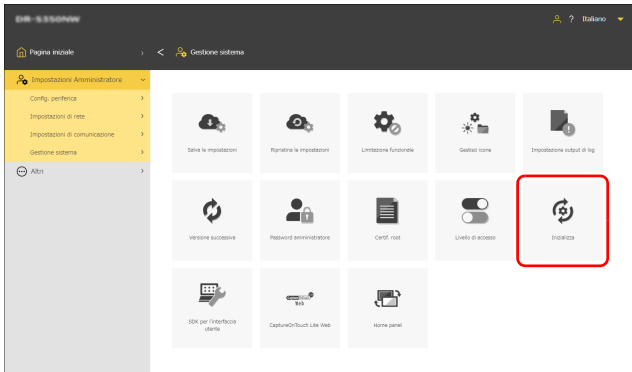 DR-S350NW
? Italiano
Pagina iniziale
Gestione sistema
Impostazioni Amministratore
Config. periferica
Impostazioni di rete
Impostazioni di comunicazione
Gestione sistema
Altri
Salva le impostazioni
Ripristina le impostazioni
Limitazione funzionale
Gestisci icone
Impostazione output di log
Versione successiva
Password amministratore
Certif. root
Livello di accesso
Inizializza
SDK per l'interfaccia
utente
CaptureOnTouch Lite Web
Home panel